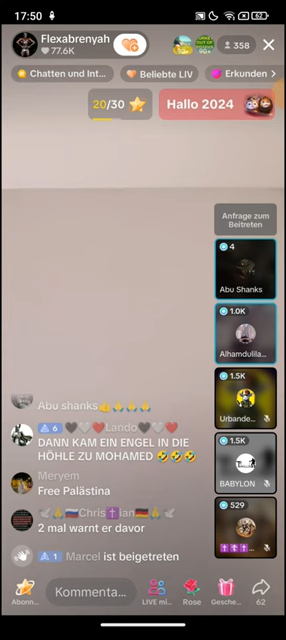 17:50
62
Flexabrenyah
77.6K
358
Chatten und Int...
Beliebte LIV
Erkunden
20/30
Hallo 2024
Anfrage zum
Beitreten
4
Abu Shanks
1.0K
Alhamdulila...
1.5K
Urbande...
1.5K
BABYLON
529
Abu shanks👍🙏🙏🙏
6 🖤🤍❤️Lando🖤🤍❤️
DANN KAM EIN ENGEL IN DIE
HÖHLE ZU MOHAMED 🤣🤣🤣
Meryem
Free Palästina
🕊️🙏🇷🇺Chris✝️ian🇩🇪🙏🕊️
2 mal warnt er davor
1 Marcel ist beigetreten
Abonn...
Kommenta...
LIVE mi...
Rose
Gesche...
62